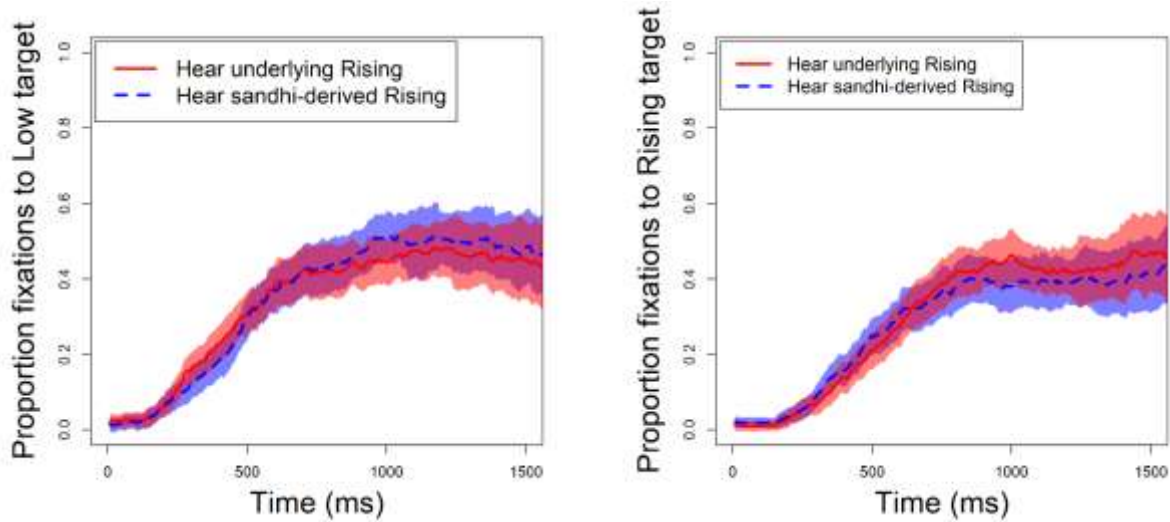 Proportion fixations to Low target
1.0
0.8
0.6
0.4
0.2
0.0
Hear underlying Rising
Hear sandhi-derived Rising
0 500 1000 1500
Time (ms)
Proportion fixations to Rising target
1.0
0.8
0.6
0.4
0.2
0.0
Hear underlying Rising
Hear sandhi-derived Rising
0 500 1000 1500
Time (ms)